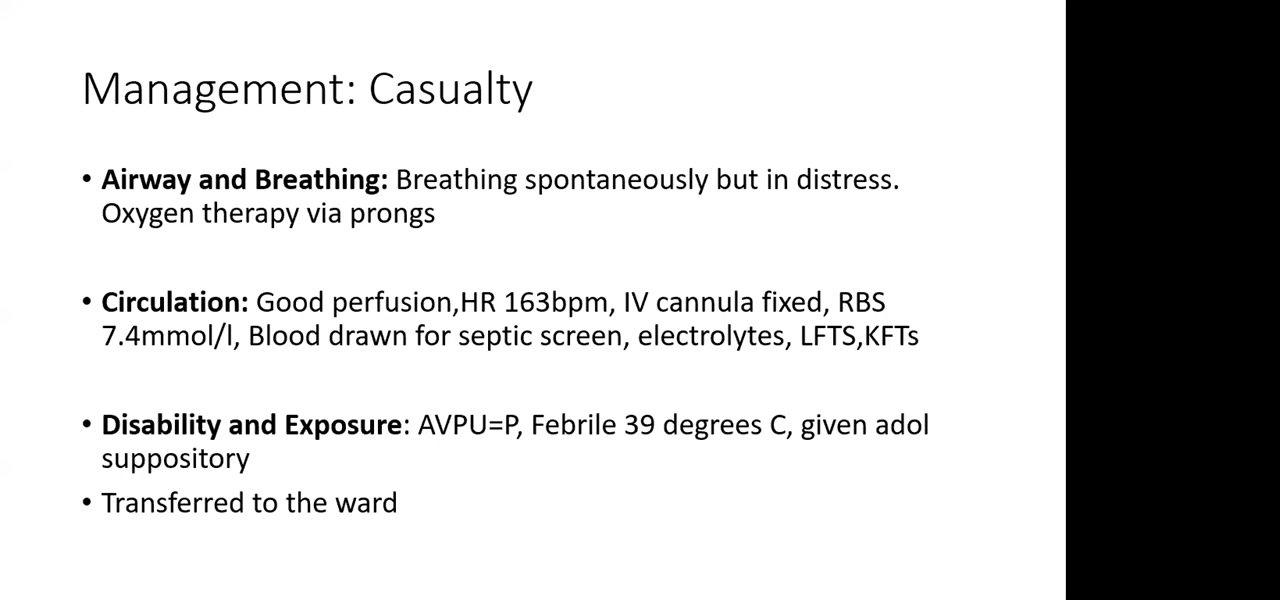 Management: Casualty
• Airway and Breathing: Breathing spontaneously but in distress.
Oxygen therapy via prongs
• Circulation: Good perfusion,HR 163bpm, IV cannula fixed, RBS
7.4mmol/l, Blood drawn for septic screen, electrolytes, LFTS,KFTs
• Disability and Exposure: AVPU=P, Febrile 39 degrees C, given adol
suppository
• Transferred to the ward